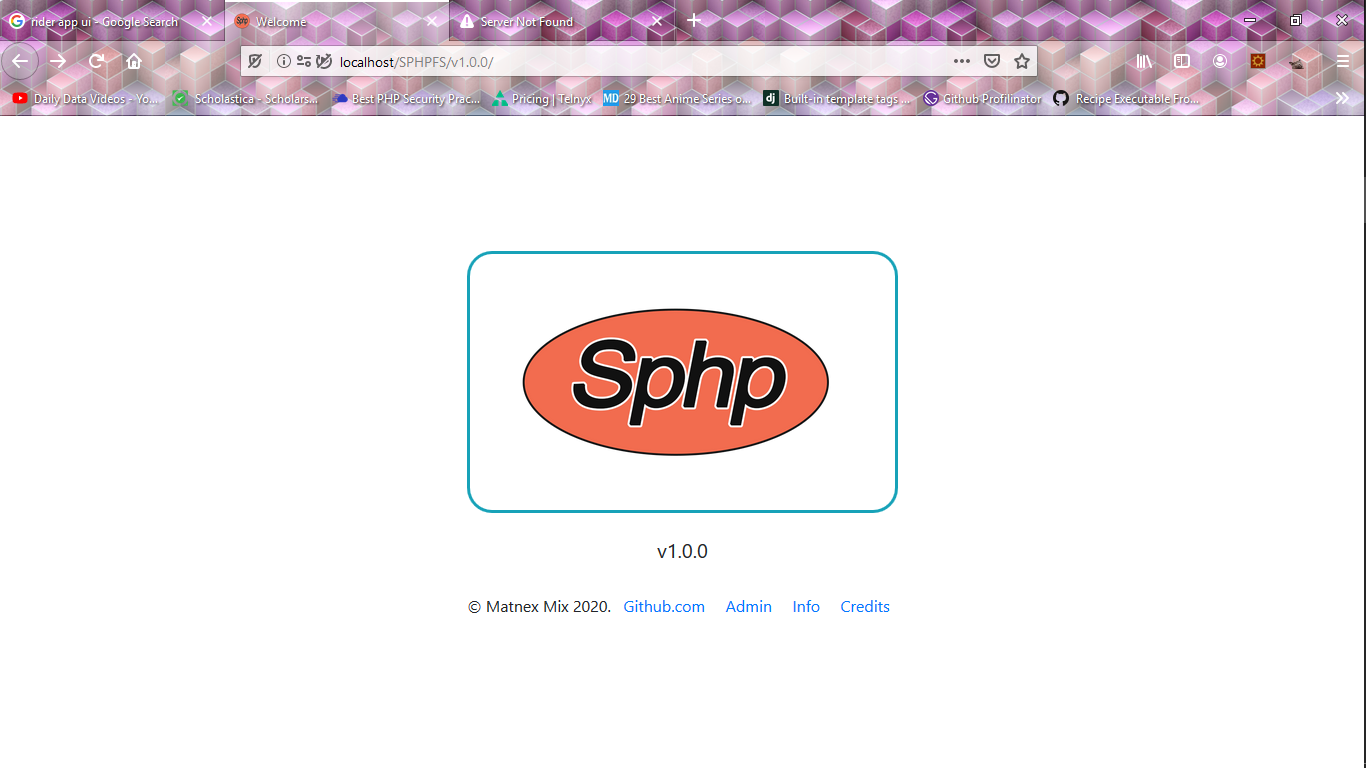 rider app ui - Google Search
Welcome
Server Not Found
localhost/SPHPFS/v1.0.0/
Daily Data Videos - Yo...
Scholastica - Scholars...
Best PHP Security Prac...
Pricing | Telnyx
MD
29 Best Anime Series o...
dj
Built-in template tags ...
Github Profilinator
Recipe Executable Fro...
Sphp
v1.0.0
© Matnex Mix 2020. Github.com Admin Info Credits